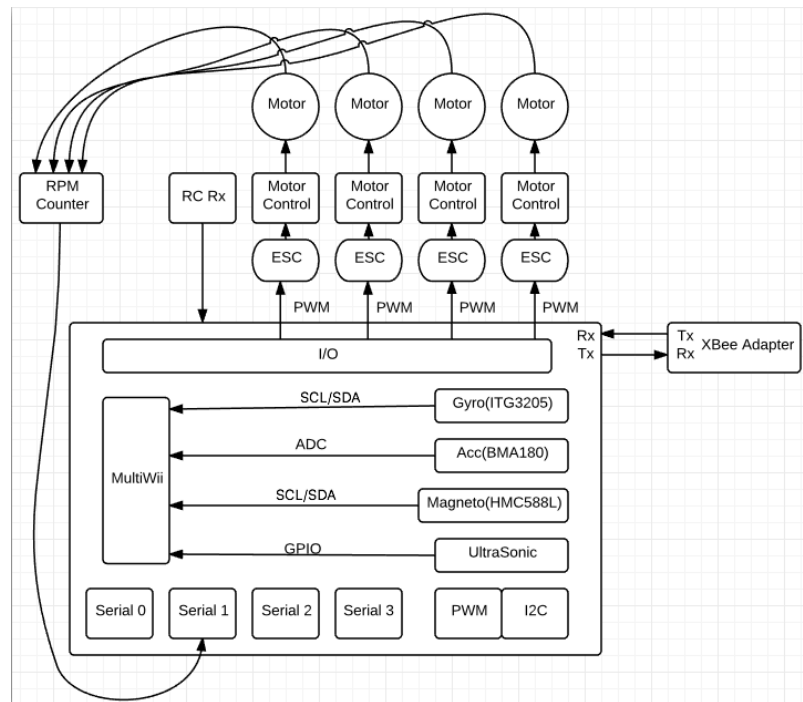 Motor
Motor
Motor
Motor
RPM
Counter
RC Rx
Motor
Control
Motor
Control
Motor
Control
Motor
Control
ESC
ESC
ESC
ESC
PWM
PWM
PWM
PWM
I/O
Rx
Tx
Tx
Rx
XBee Adapter
MultiWii
SCL/SDA
Gyro(ITG3205)
ADC
Acc(BMA180)
SCL/SDA
Magneto(HMC588L)
GPIO
UltraSonic
Serial 0
Serial 1
Serial 2
Serial 3
PWM
I2C